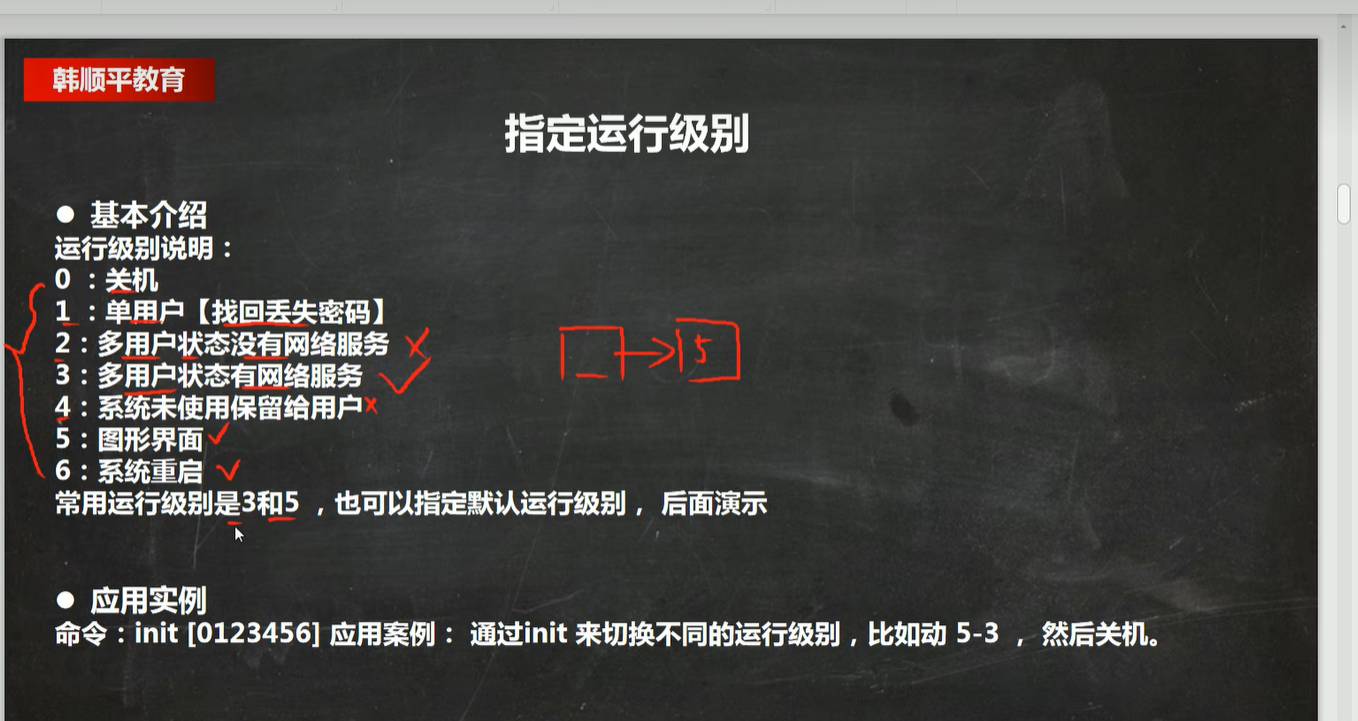 韩顺平教育
指定运行级别
● 基本介绍
运行级别说明：
0 ：关机
1 ：单用户【找回丢失密码】
2：多用户状态没有网络服务
3：多用户状态有网络服务
4：系统未使用保留给用户
5：图形界面
6：系统重启
常用运行级别是3和5 ，也可以指定默认运行级别， 后面演示
5
● 应用实例
命令：init [0123456] 应用案例： 通过init 来切换不同的运行级别，比如动 5-3 ， 然后关机。